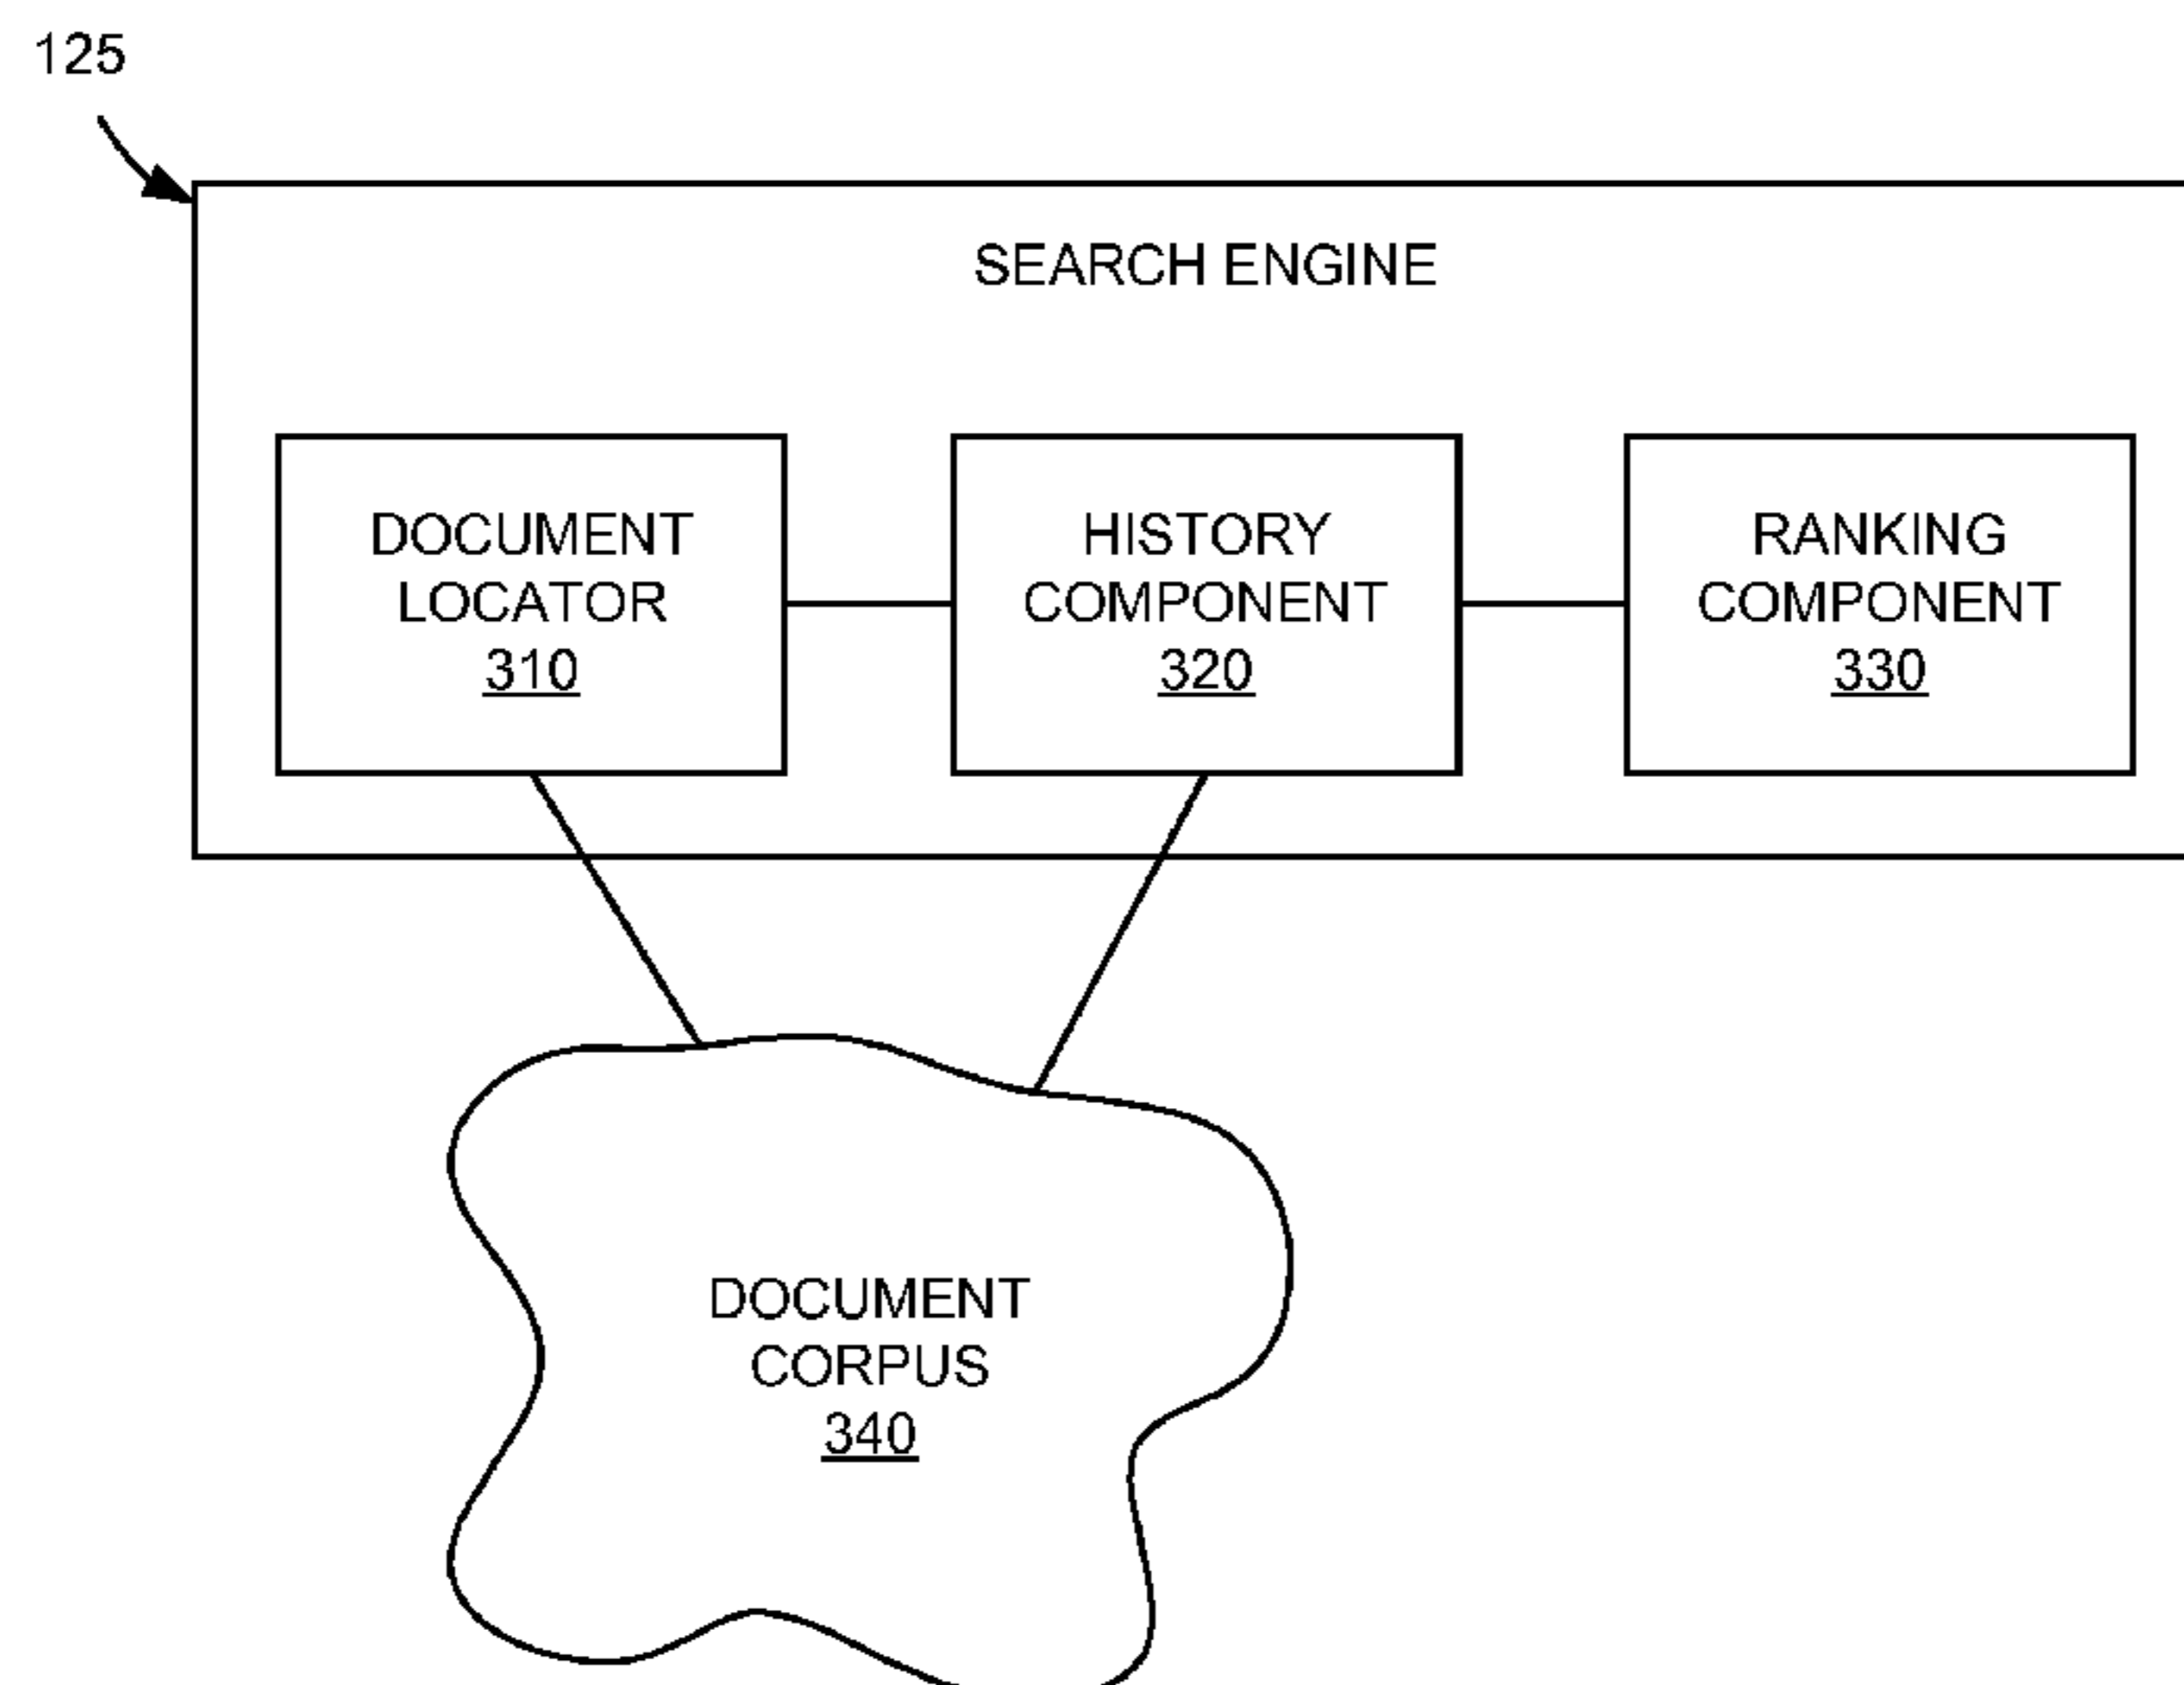 125
SEARCH ENGINE
DOCUMENT
LOCATOR
310
HISTORY
COMPONENT
320
RANKING
COMPONENT
330
DOCUMENT
CORPUS
340